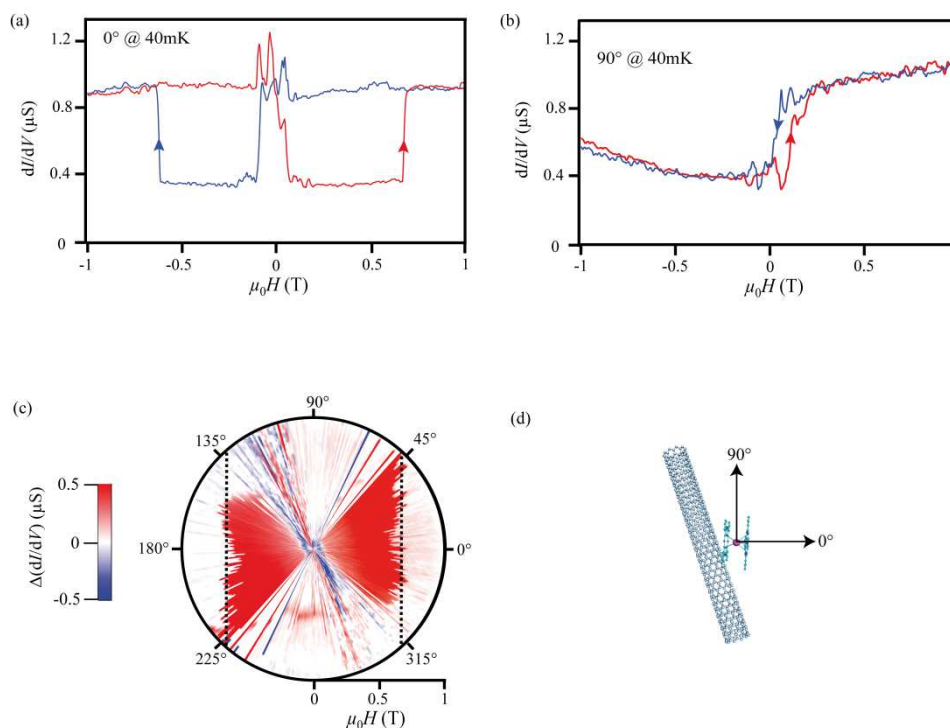 (a)
0° @ 40mK
dI/dV (µS)
1.2
0.8
0.4
0
-1
-0.5
0
0.5
1
µ₀H (T)
(b)
90° @ 40mK
dI/dV (µS)
1.2
0.8
0.4
0
-1
-0.5
0
0.5
µ₀H (T)
(c)
Δ(dI/dV) (µS)
0.5
0
-0.5
90°
135°
45°
180°
0°
225°
315°
0
1
µ₀H (T)
(d)
90°
0°